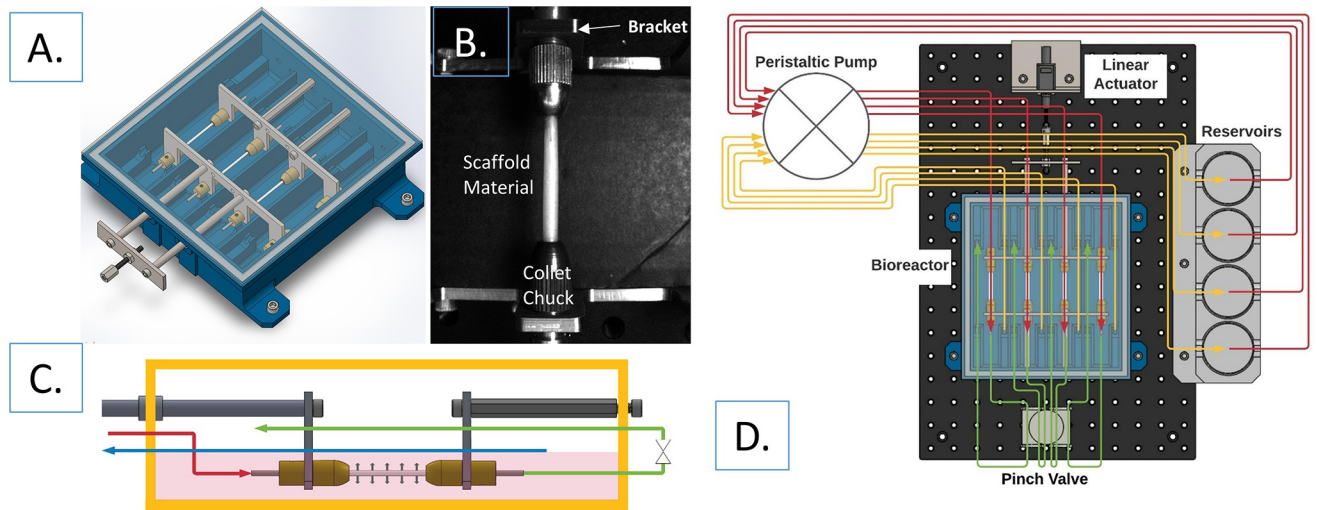 A.
B.
Bracket
Scaffold
Material
Collet
Chuck
C.
D.
Peristaltic Pump
Linear
Actuator
Reservoirs
Bioreactor
Pinch Valve